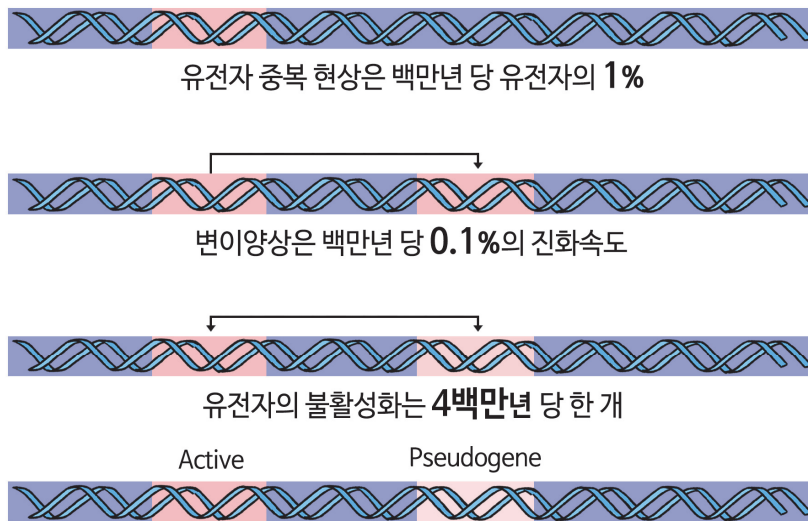 유전자 중복 현상은 백만년 당 유전자의 1%
변이양상은 백만년 당 0.1%의 진화속도
유전자의 불활성화는 4백만년 당 한 개
Active Pseudogene